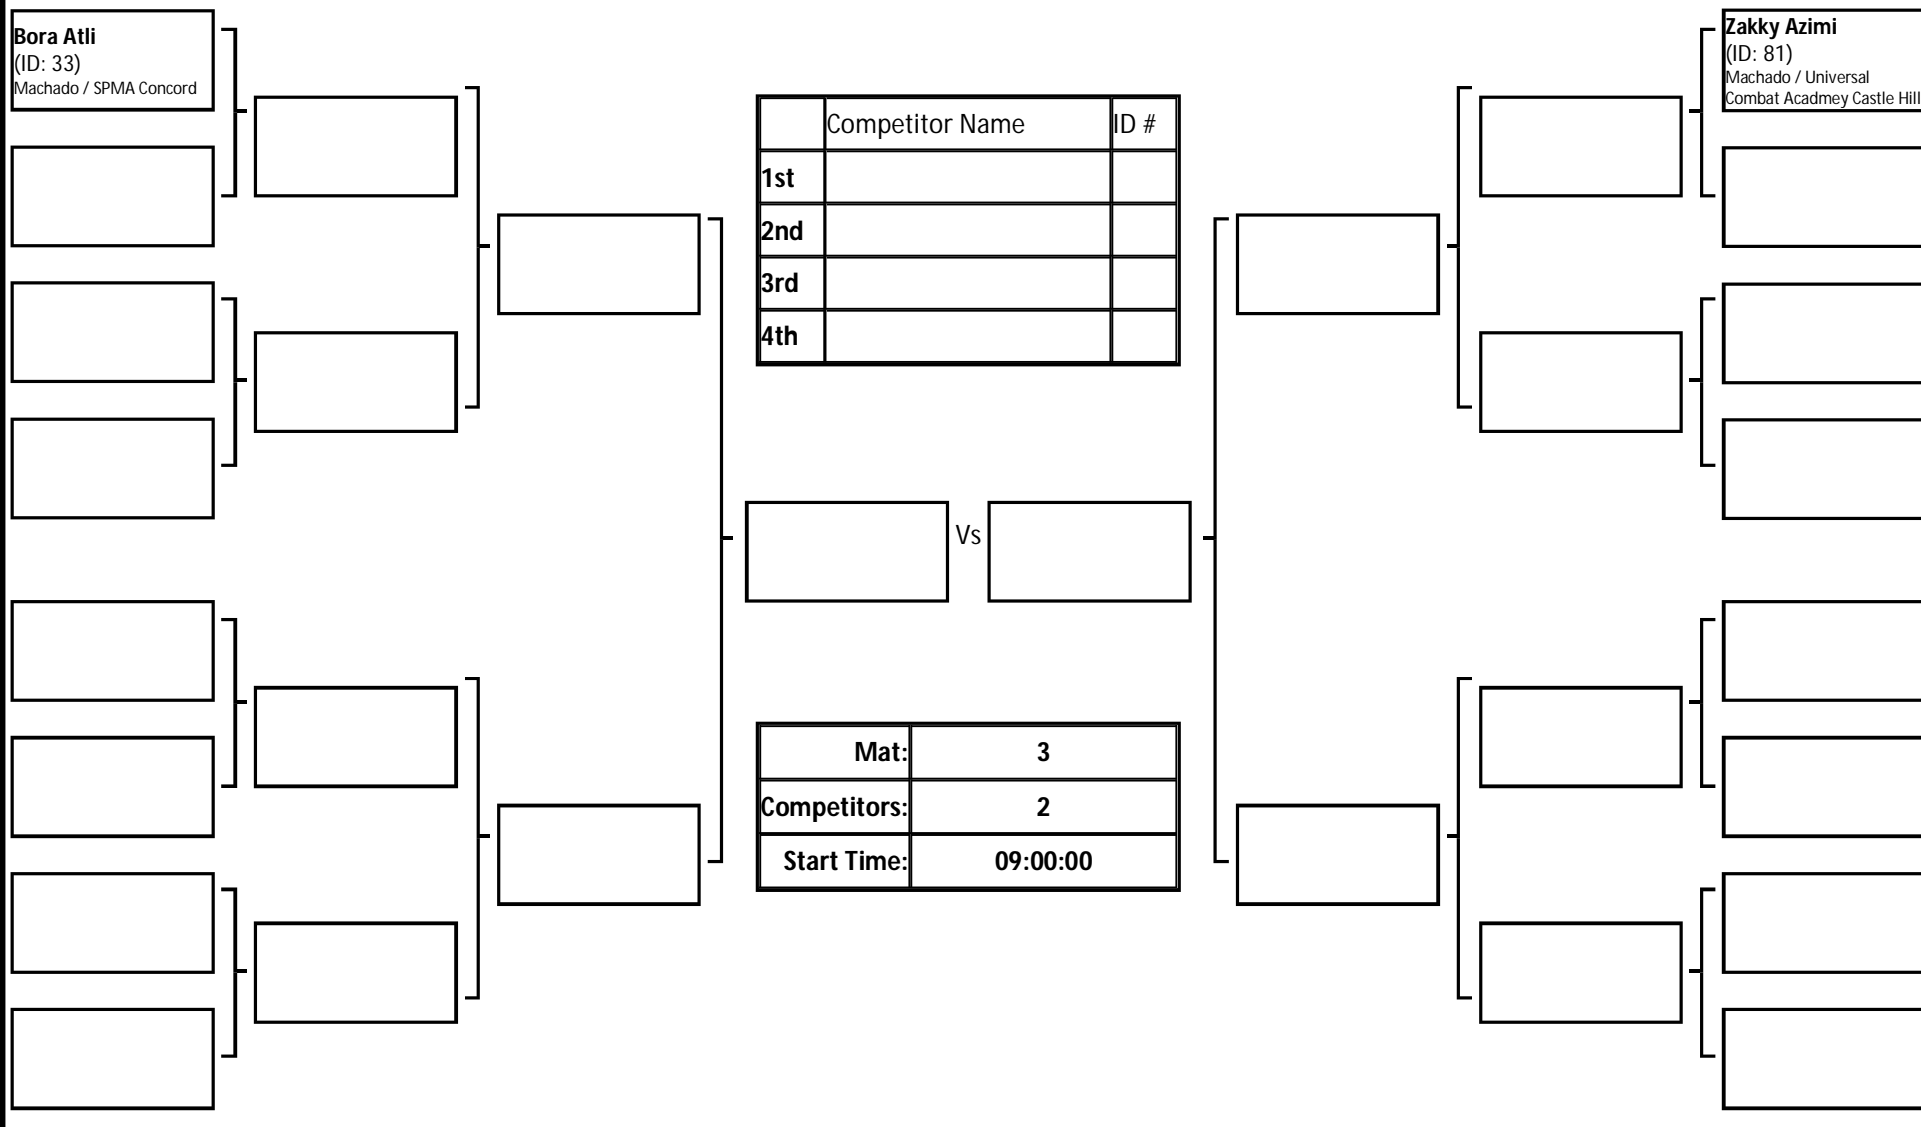 Bora Atli
(ID: 33)
Machado / SPMA Concord
Zakky Azimi
(ID: 81)
Machado / Universal
Combat Acadmey Castle Hill
Competitor Name ID #
1st
2nd
3rd
4th
Vs
Mat: 3
Competitors: 2
Start Time: 09:00:00